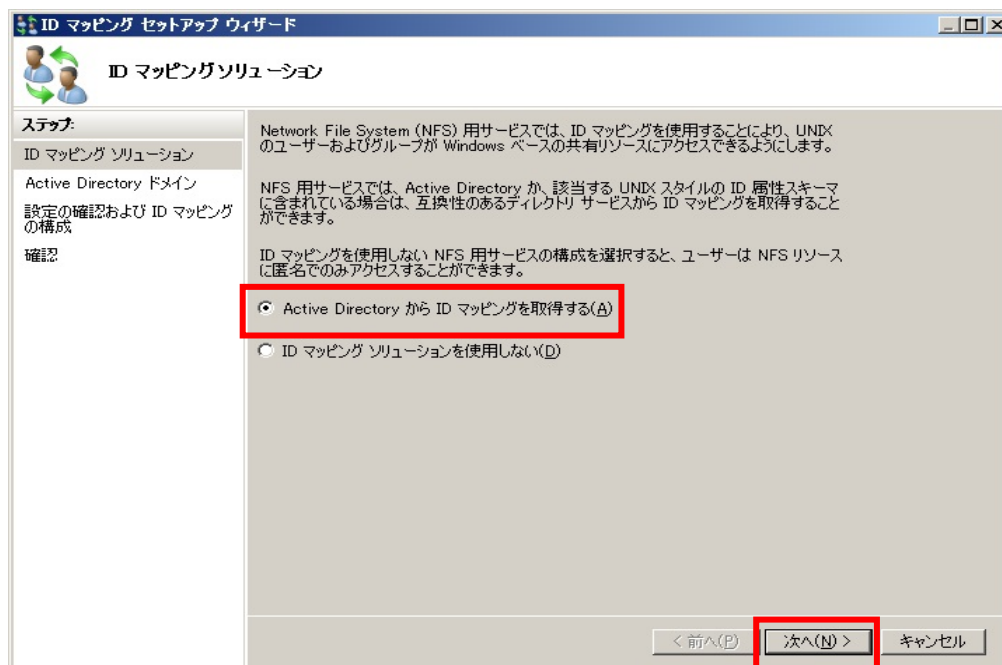 ID マッピング セットアップ ウィザード
ID マッピングソリューション
ステップ:
ID マッピング ソリューション
Active Directory ドメイン
設定の確認および ID マッピング
の構成
確認
Network File System (NFS) 用サービスでは、ID マッピングを使用することにより、UNIX
のユーザーおよびグループが Windows ベースの共有リソースにアクセスできるようにします。
NFS 用サービスでは、Active Directory か、該当する UNIX スタイルの ID 属性スキーマ
に含まれている場合は、互換性のあるディレクトリ サービスから ID マッピングを取得すること
ができます。
ID マッピングを使用しない NFS 用サービスの構成を選択すると、ユーザーは NFS リソース
に匿名でのみアクセスすることができます。
Active Directory から ID マッピングを取得する(A)
ID マッピング ソリューションを使用しない(D)
< 前へ(P)
次へ(N) >
キャンセル